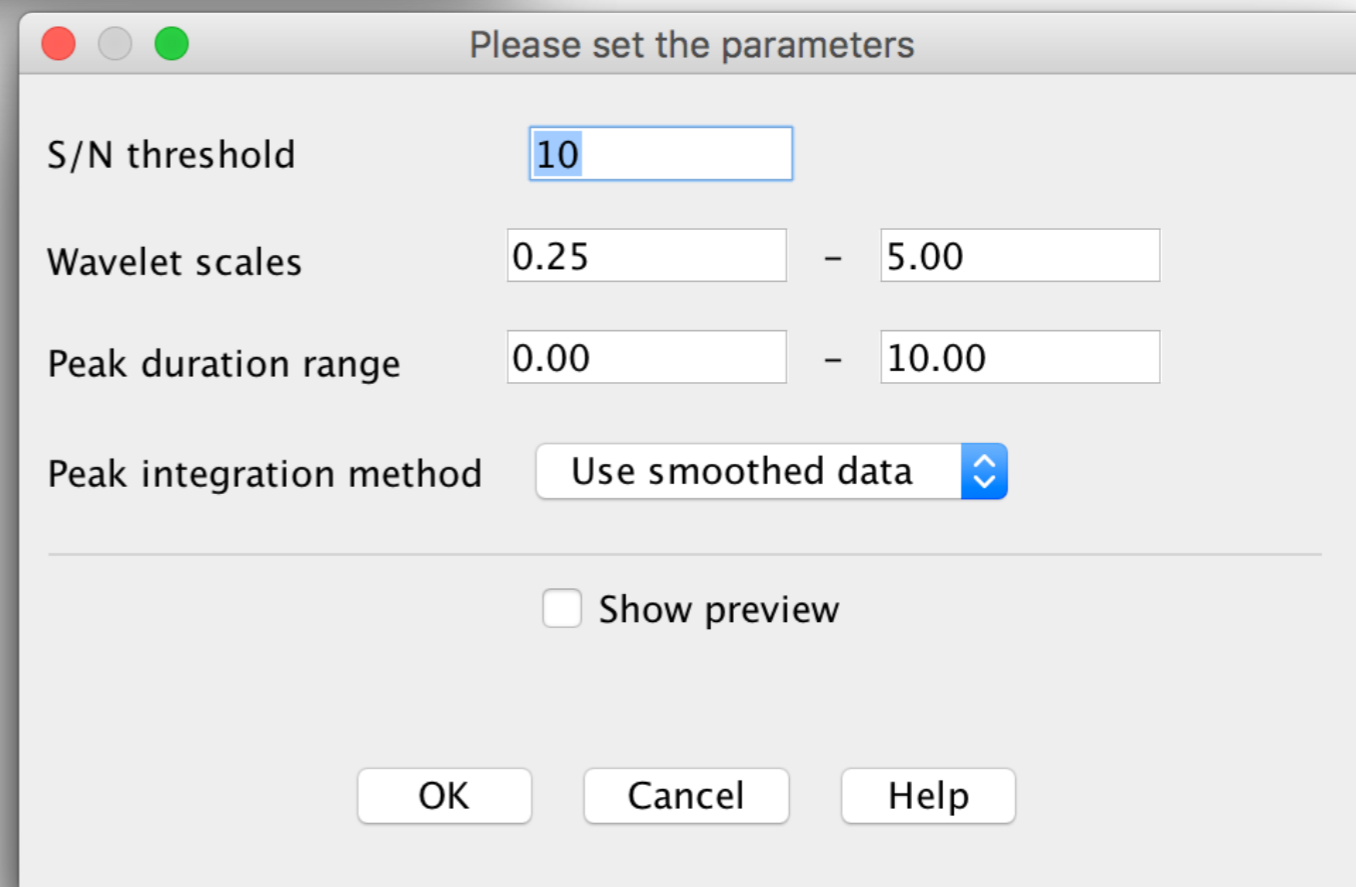 Please set the parameters
S/N threshold 10
Wavelet scales 0.25 – 5.00
Peak duration range 0.00 – 10.00
Peak integration method Use smoothed data
Show preview
OK Cancel Help